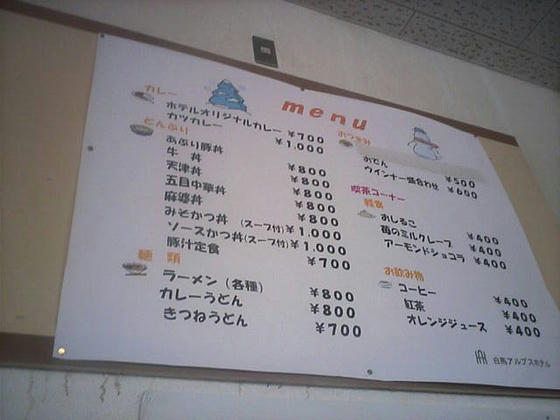 menu
カレー
ホテルオリジナルカレー ¥700
カツカレー ¥1,000
どんぶり
あぶり豚丼 ¥800
牛 丼 ¥800
天津丼 ¥800
五目中華丼 ¥800
麻婆丼 ¥800
みそかつ丼 (スープ付) ¥1,000
ソースかつ丼(スープ付) ¥1,000
豚汁定食 ¥700
麺 類
ラーメン(各種) ¥800
カレーうどん ¥800
きつねうどん ¥700
おつまみ
おでん ¥500
ウインナー盛合わせ ¥600
喫茶コーナー
軽食
おしるこ ¥400
苺のミルクレープ ¥400
アーモンドショコラ ¥400
お飲み物
コーヒー ¥400
紅茶 ¥400
オレンジジュース ¥400
白馬アルプスホテル